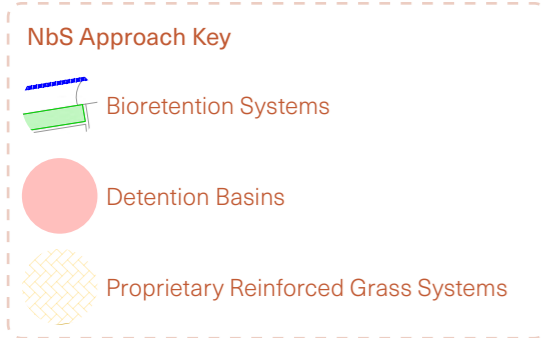 NbS Approach Key
Bioretention Systems
Detention Basins
Proprietary Reinforced Grass Systems